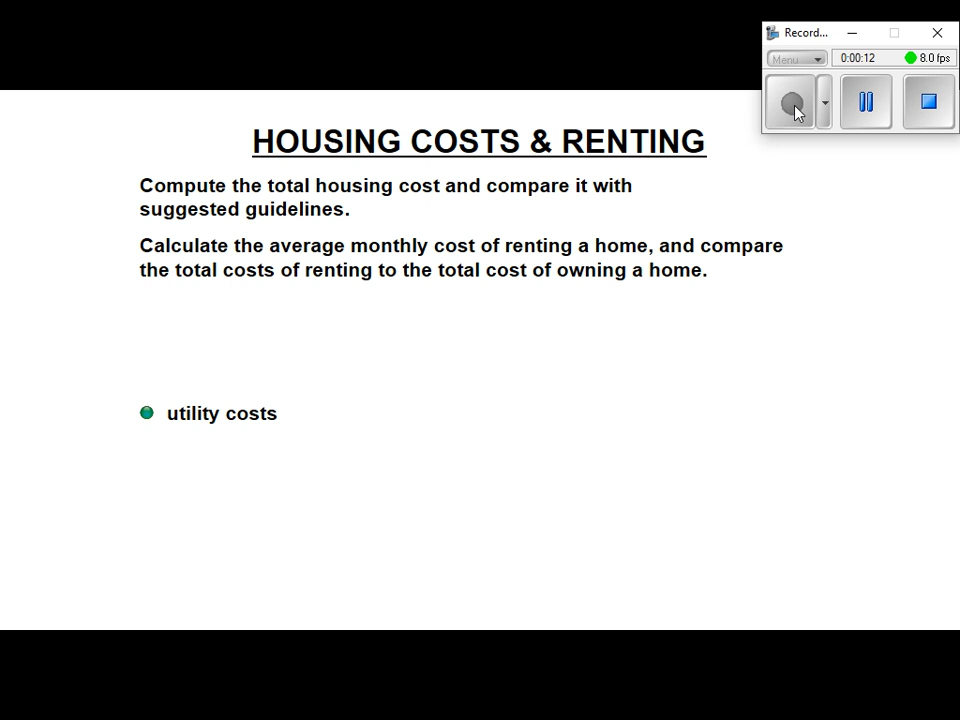 Record...
Menu
0:00:12
8.0 fps
HOUSING COSTS & RENTING
Compute the total housing cost and compare it with
suggested guidelines.
Calculate the average monthly cost of renting a home, and compare
the total costs of renting to the total cost of owning a home.
utility costs